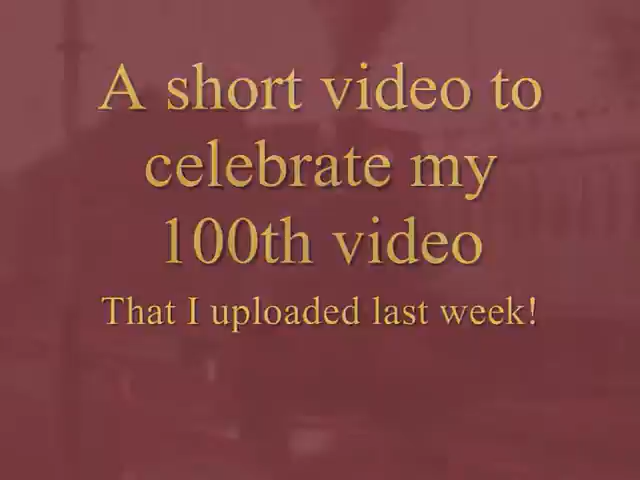 A short video to
celebrate my
100th video
That I uploaded last week!